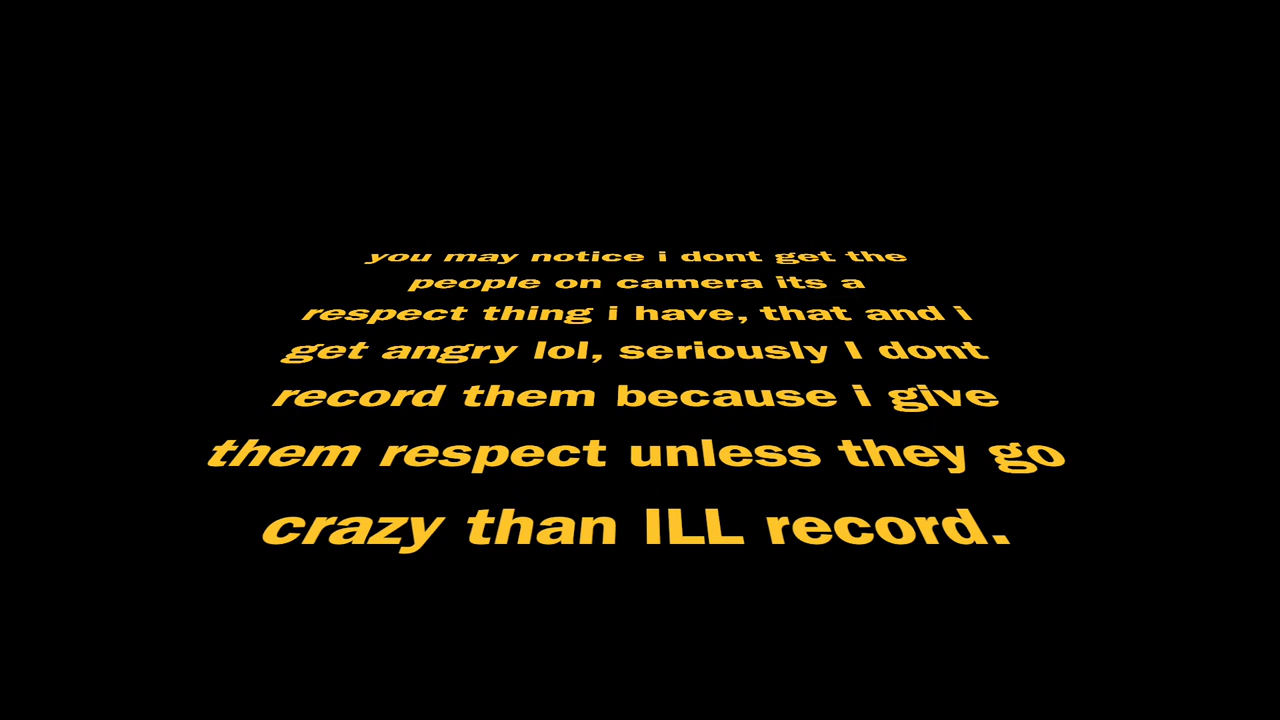 you may notice i dont get the
people on camera its a
respect thing i have, that and i
get angry lol, seriously I dont
record them because i give
them respect unless they go
crazy than ILL record.